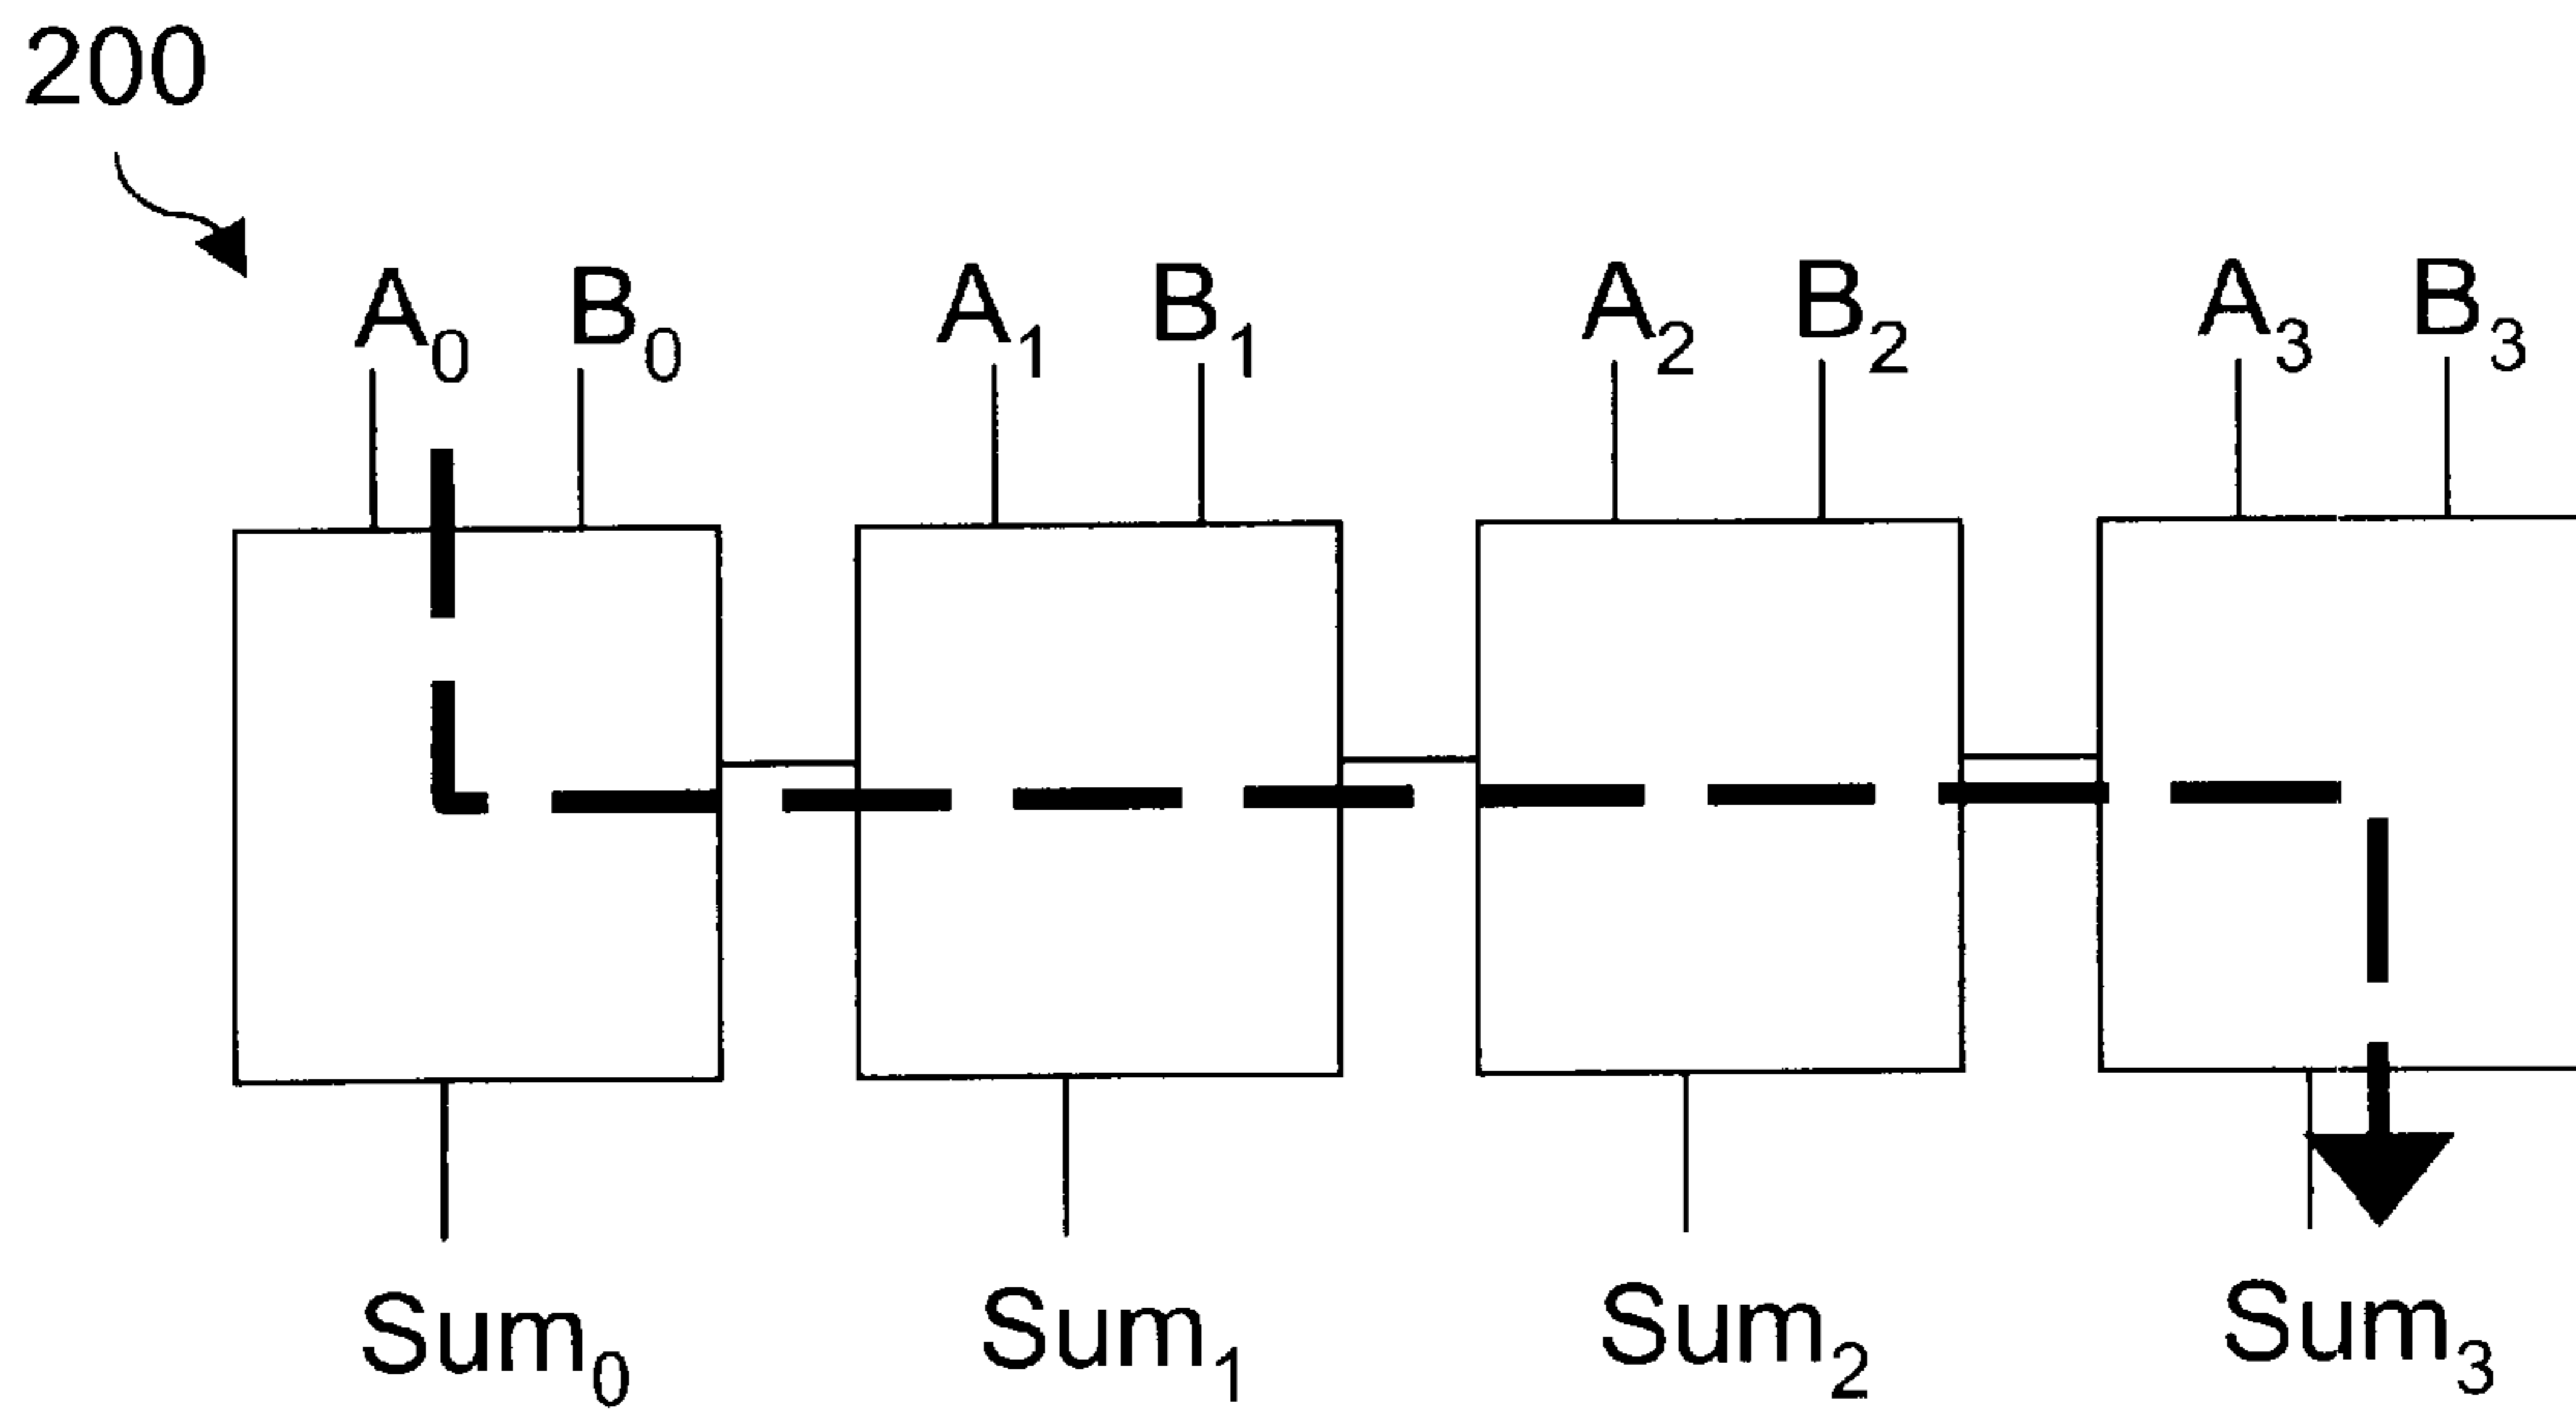 200
A₀ B₀ A₁ B₁ A₂ B₂ A₃ B₃
Sum₀ Sum₁ Sum₂ Sum₃